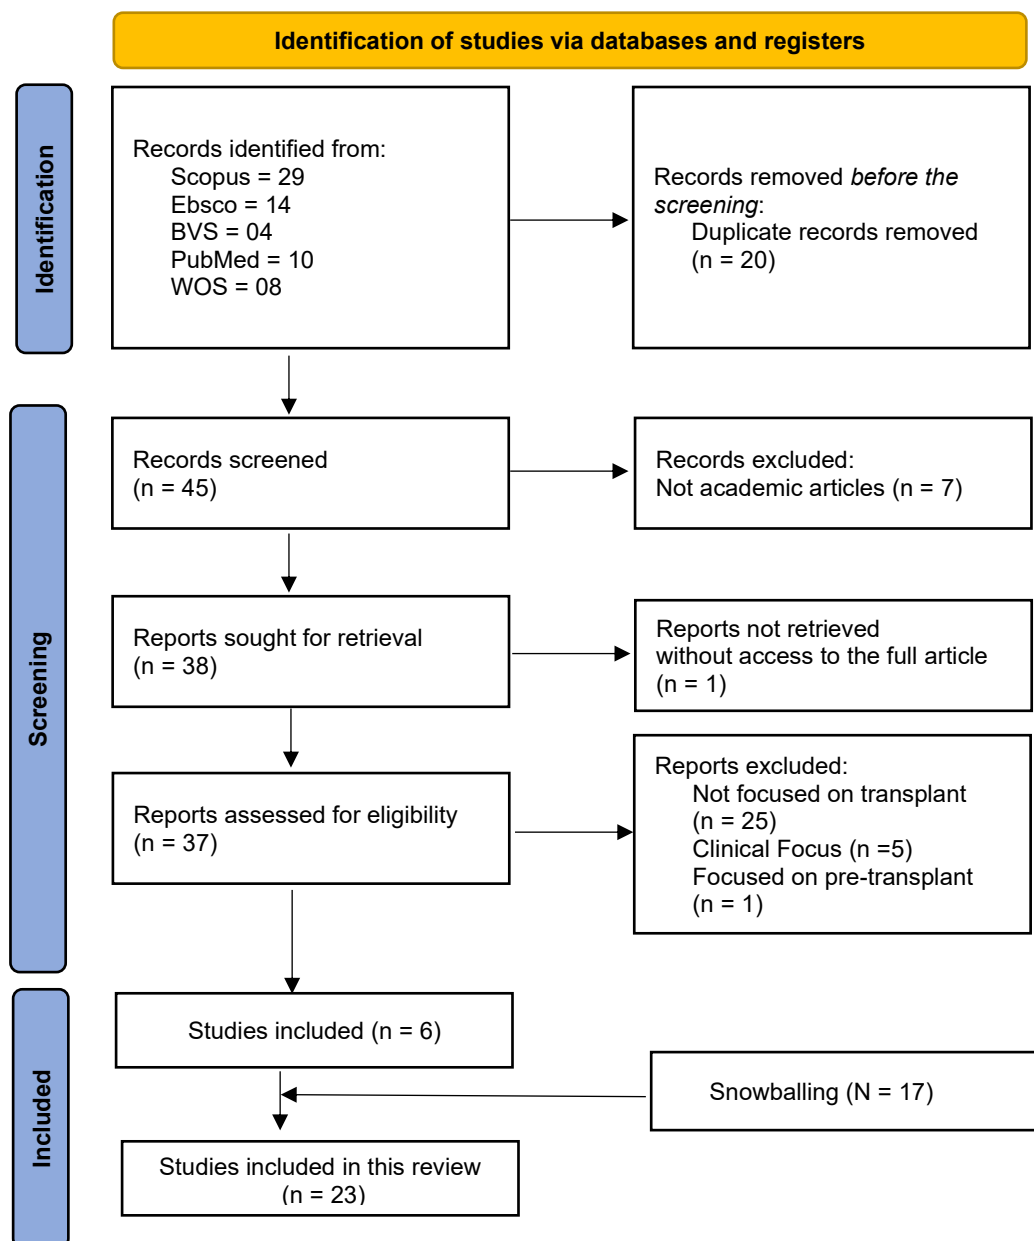 Identification of studies via databases and registers
Identification
Records identified from:
Scopus = 29
Ebsco = 14
BVS = 04
PubMed = 10
WOS = 08
Records removed before the
screening:
Duplicate records removed
(n = 20)
Screening
Records screened
(n = 45)
Records excluded:
Not academic articles (n = 7)
Reports sought for retrieval
(n = 38)
Reports not retrieved
without access to the full article
(n = 1)
Reports assessed for eligibility
(n = 37)
Reports excluded:
Not focused on transplant
(n = 25)
Clinical Focus (n =5)
Focused on pre-transplant
(n = 1)
Included
Studies included (n = 6)
Snowballing (N = 17)
Studies included in this review
(n = 23)